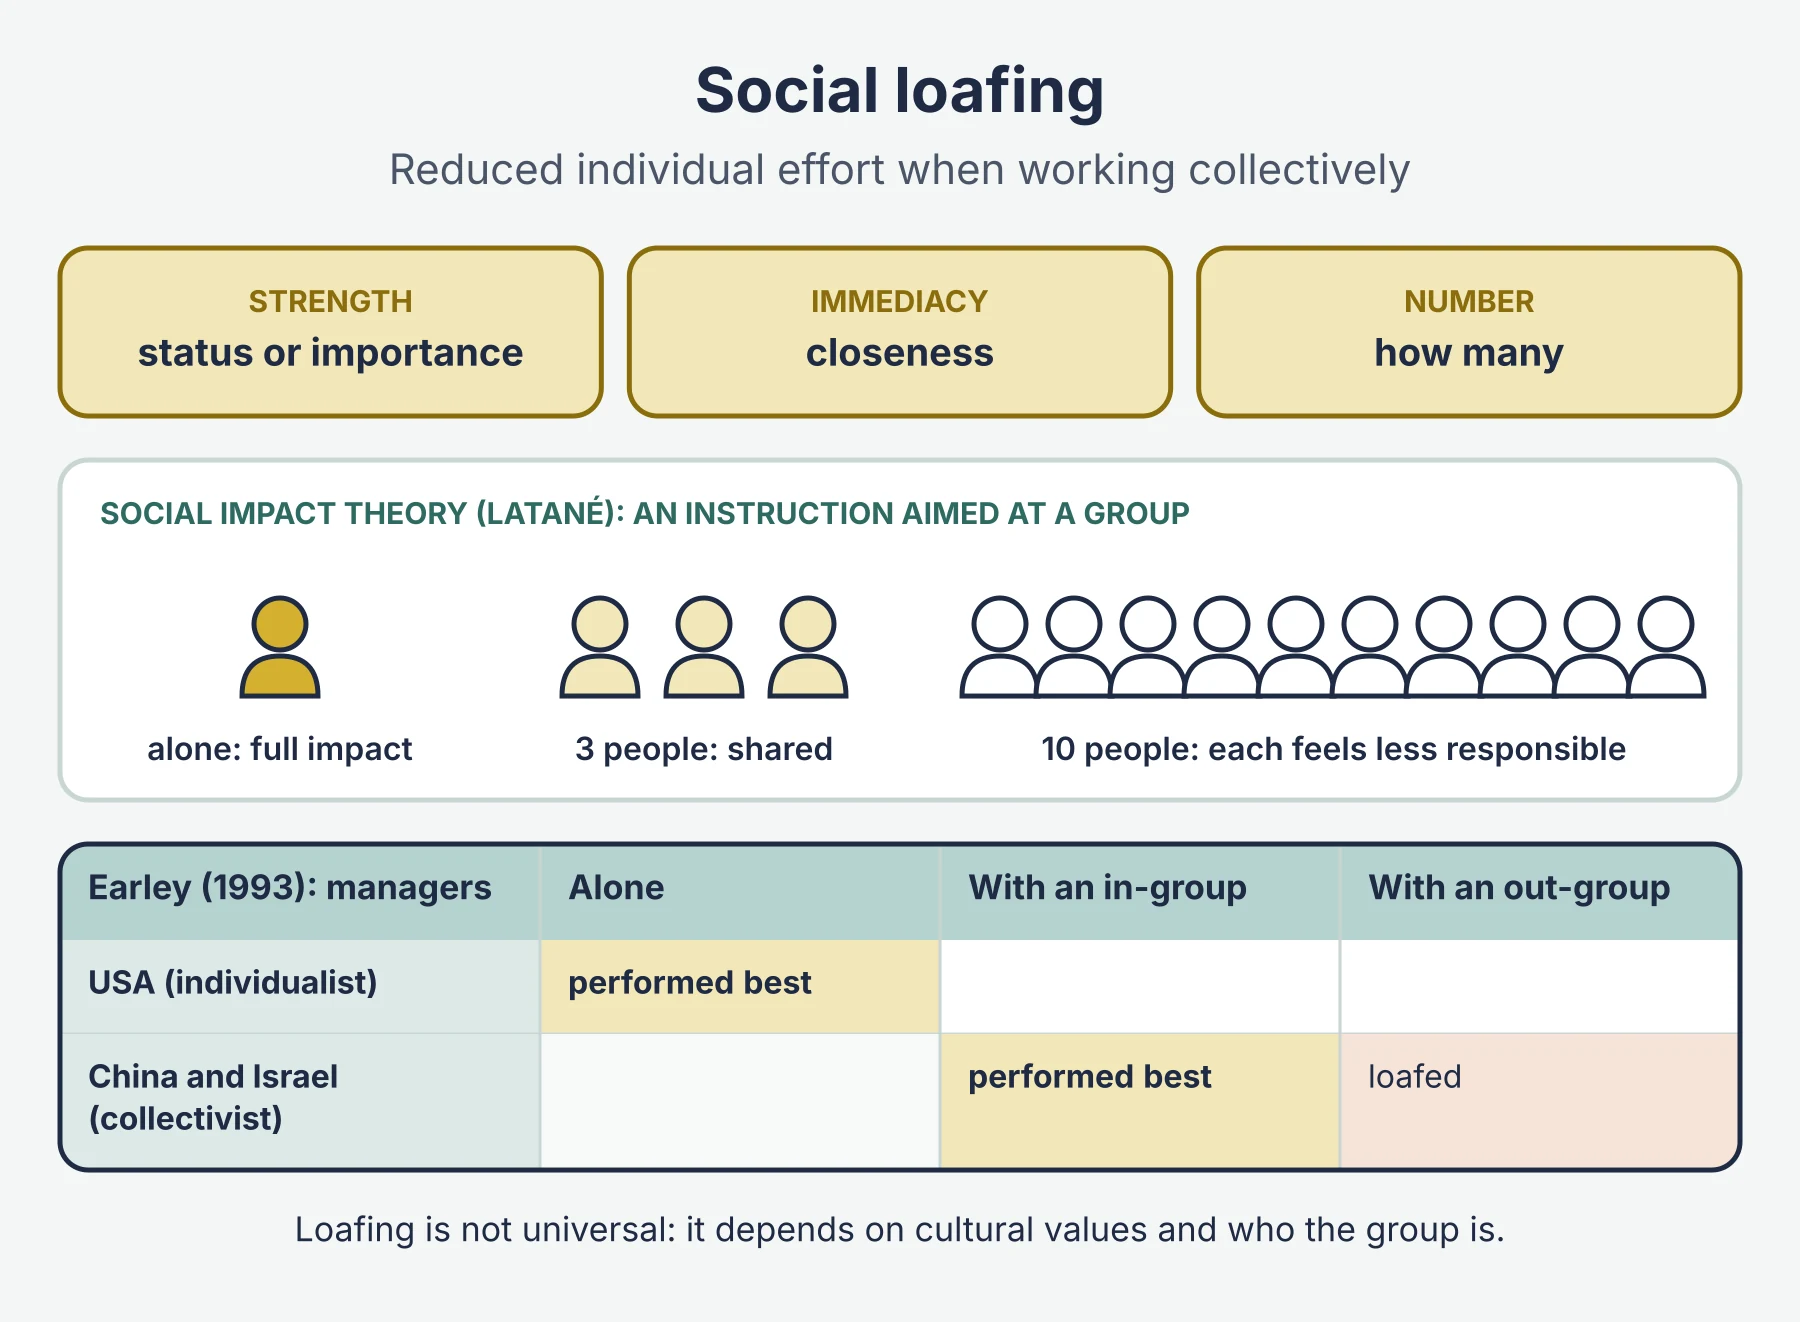 Social loafing
Reduced individual effort when working collectively
STRENGTH
status or importance
IMMEDIACY
closeness
NUMBER
how many
SOCIAL IMPACT THEORY (LATANÉ): AN INSTRUCTION AIMED AT A GROUP
alone: full impact
3 people: shared
10 people: each feels less responsible
Earley (1993): managers
Alone
With an in-group
With an out-group
USA (individualist)
performed best
China and Israel
(collectivist)
performed best
loafed
Loafing is not universal: it depends on cultural values and who the group is.